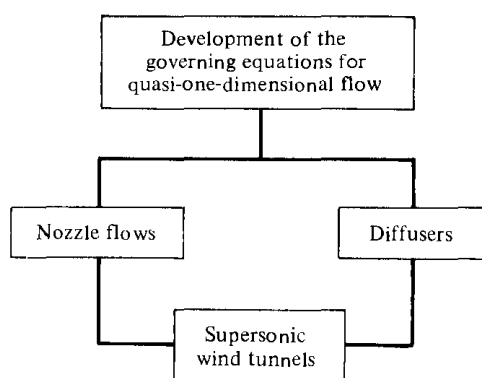 Development of the
governing equations for
quasi-one-dimensional flow
Nozzle flows
Diffusers
Supersonic
wind tunnels